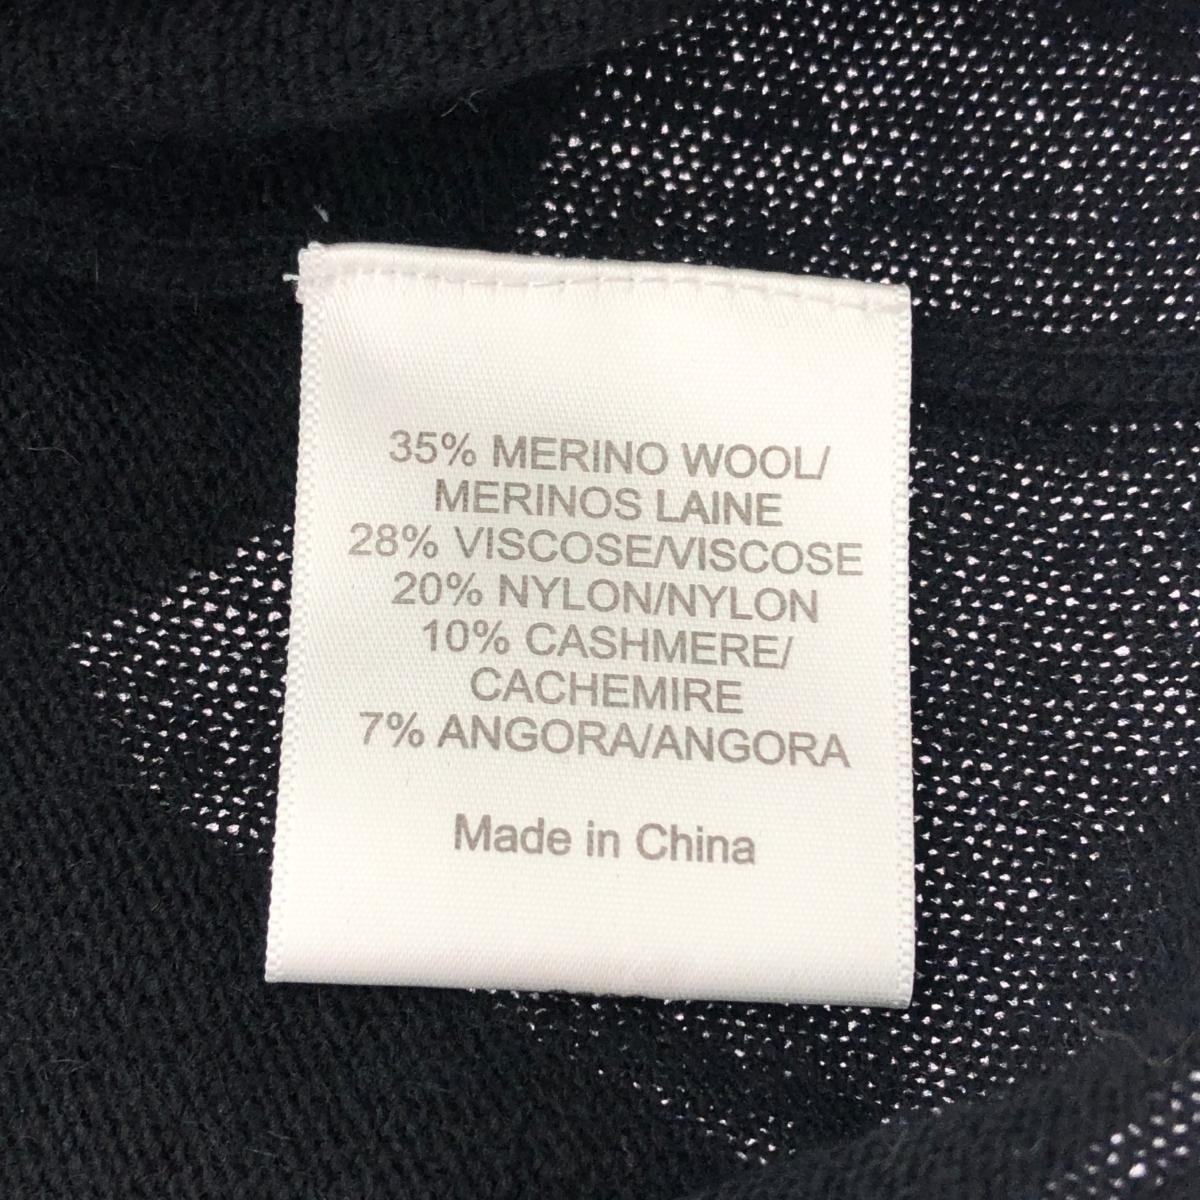 35% MERINO WOOL/
MERINOS LAINE
28% VISCOSE/VISCOSE
20% NYLON/NYLON
10% CASHMERE/
CACHEMIRE
7% ANGORA/ANGORA
Made in China